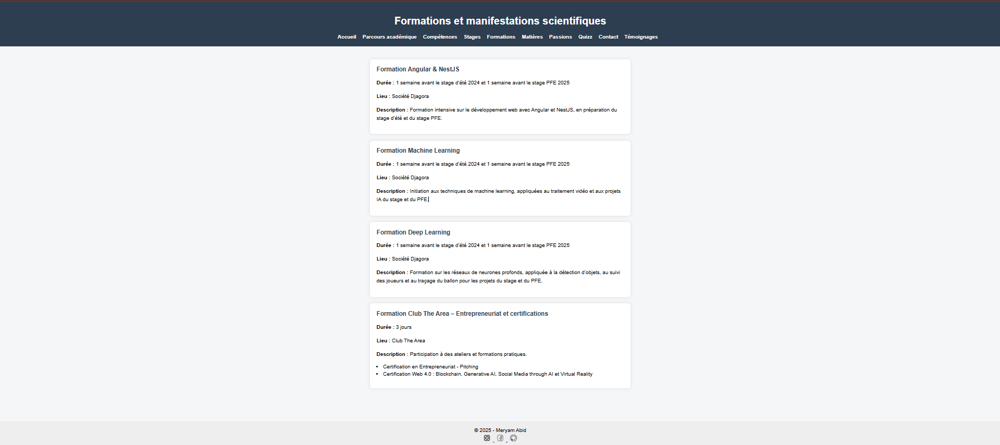 Formations et manifestations scientifiques
Accueil Parcours académique Compétences Stages Formations Matières Passions Quizz Contact Témoignages
Formation Angular & NestJS
Durée : 1 semaine avant le stage d'été 2024 et 1 semaine avant le stage PFE 2025
Lieu : Société Djagora
Description : Formation intensive sur le développement web avec Angular et NestJS, en préparation du
stage d'été et du stage PFE.
Formation Machine Learning
Durée : 1 semaine avant le stage d'été 2024 et 1 semaine avant le stage PFE 2025
Lieu : Société Djagora
Description : Initiation aux techniques de machine learning, appliquées au traitement vidéo et aux projets
IA du stage et du PFE.
Formation Deep Learning
Durée : 1 semaine avant le stage d'été 2024 et 1 semaine avant le stage PFE 2025
Lieu : Société Djagora
Description : Formation sur les réseaux de neurones profonds, appliquée à la détection d'objets, au suivi
des joueurs et au traçage du ballon pour les projets du stage et du PFE.
Formation Club The Area – Entrepreneuriat et certifications
Durée : 3 jours
Lieu : Club The Area
Description : Participation à des ateliers et formations pratiques.
• Certification en Entrepreneuriat - Pitching
• Certification Web 4.0 : Blockchain, Generative AI, Social Media through AI et Virtual Reality
© 2025 - Meryam Abid